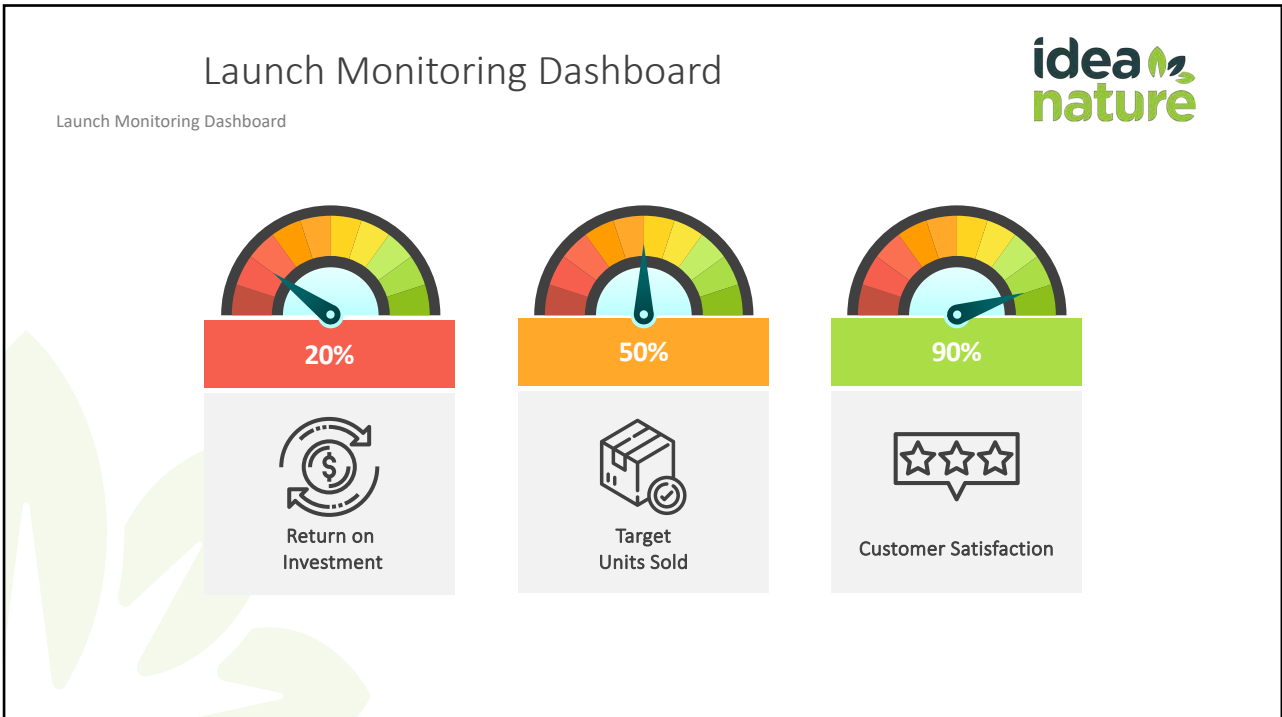 Launch Monitoring Dashboard
idea
nature
Launch Monitoring Dashboard
20%
50%
90%
$
Return on
Investment
Target
Units Sold
Customer Satisfaction